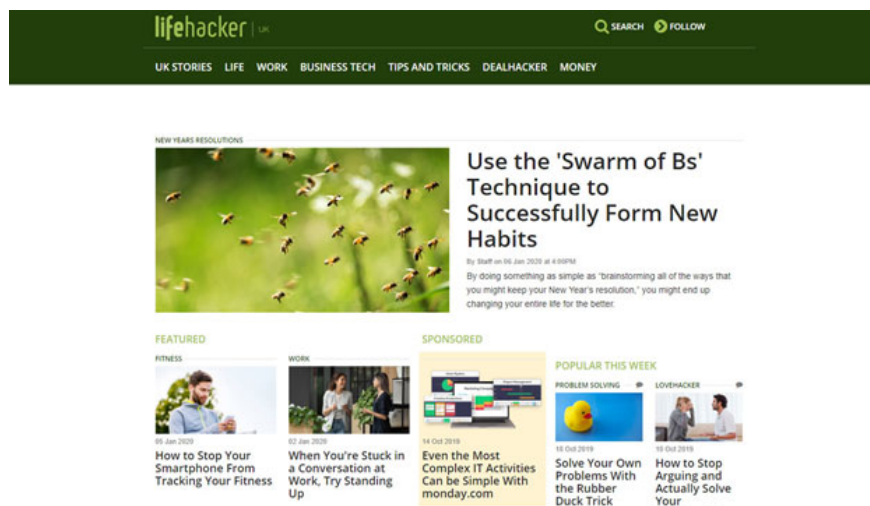 lifehacker | UK
SEARCH FOLLOW
UK STORIES LIFE WORK BUSINESS TECH TIPS AND TRICKS DEALHACKER MONEY
NEW YEARS RESOLUTIONS
Use the 'Swarm of Bs'
Technique to
Successfully Form New
Habits
By Staff on 06 Jan 2020 at 4:00PM
By doing something as simple as "brainstorming all of the ways that
you might keep your New Year's resolution," you might end up
changing your entire life for the better.
FEATURED
FITNESS
05 Jan 2020
How to Stop Your
Smartphone From
Tracking Your Fitness
WORK
02 Jan 2020
When You're Stuck in
a Conversation at
Work, Try Standing
Up
SPONSORED
14 Oct 2019
Even the Most
Complex IT Activities
Can be Simple With
monday.com
POPULAR THIS WEEK
PROBLEM SOLVING
18 Oct 2019
Solve Your Own
Problems With
the Rubber
Duck Trick
LOVEHACKER
18 Oct 2019
How to Stop
Arguing and
Actually Solve
Your